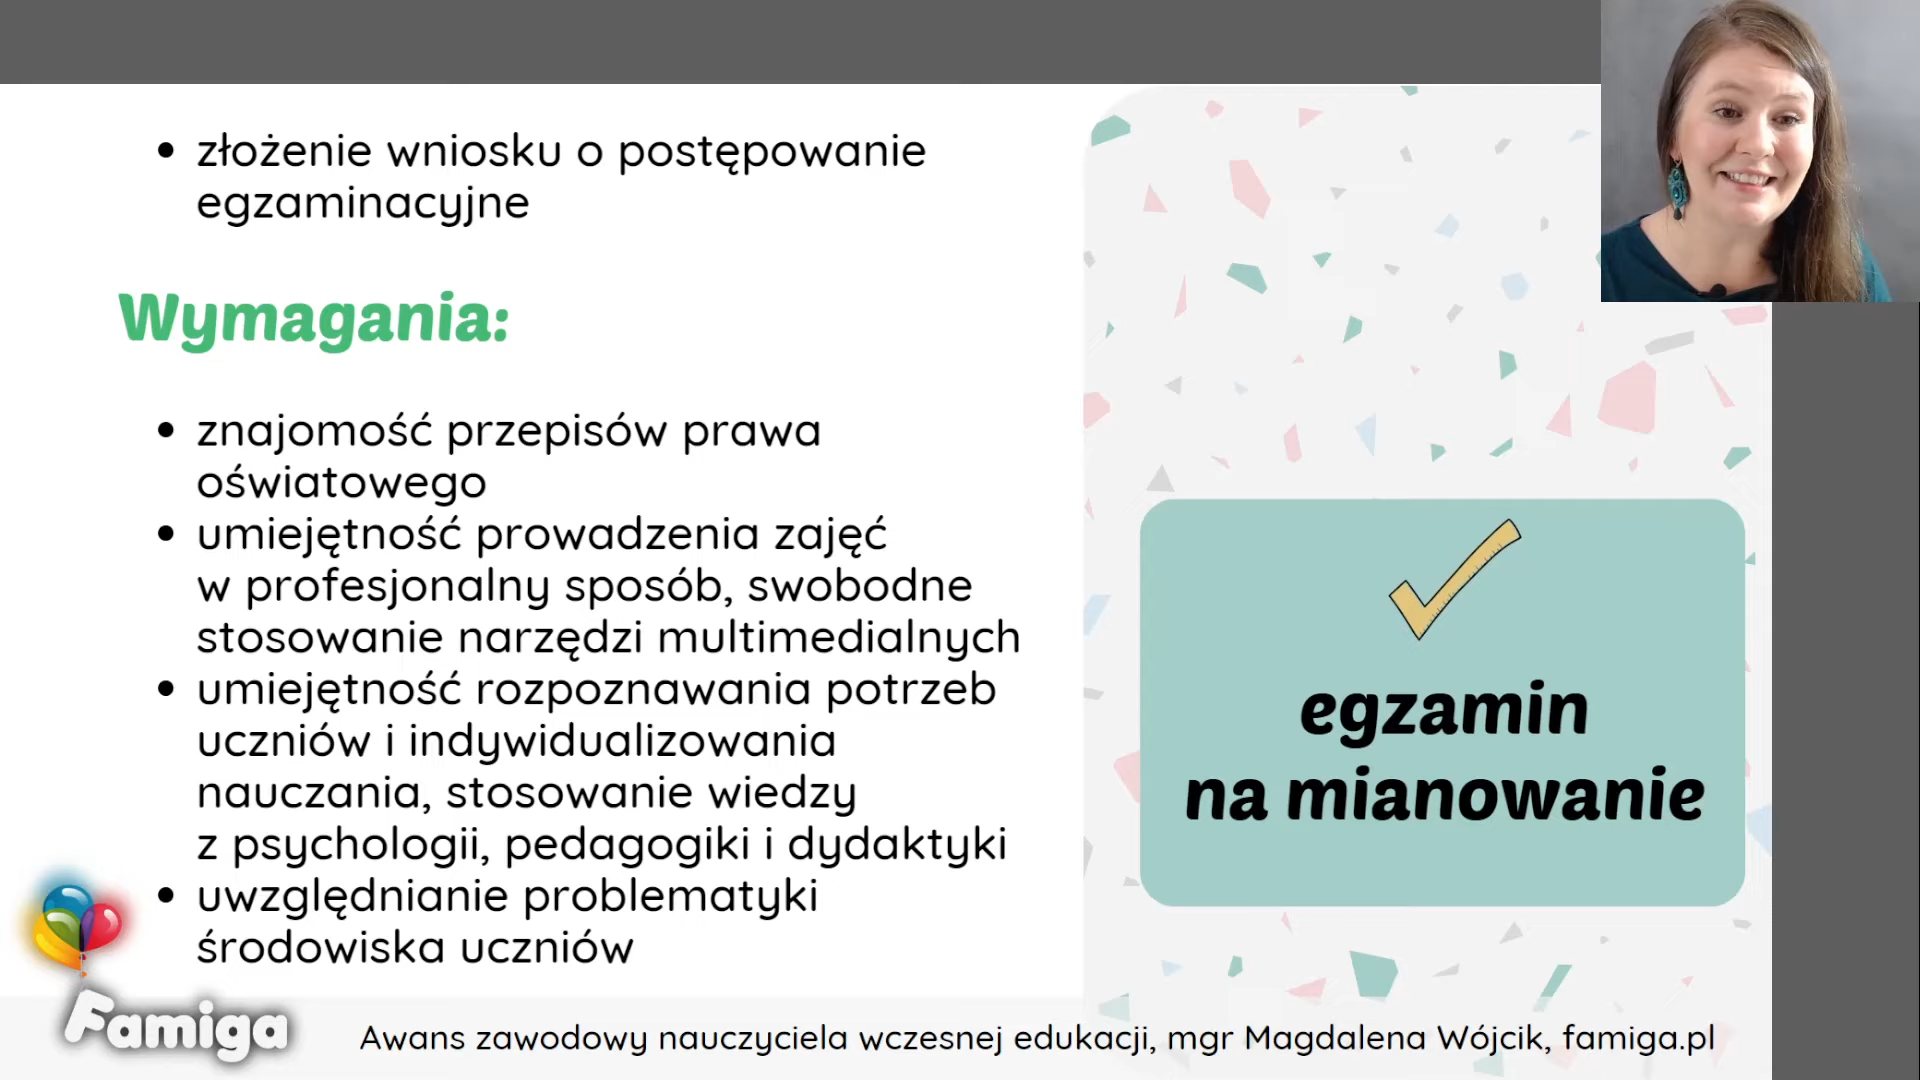 złożenie wniosku o postępowanie
egzaminacyjne
Wymagania:
znajomość przepisów prawa
oświatowego
umiejętność prowadzenia zajęć
w profesjonalny sposób, swobodne
stosowanie narzędzi multimedialnych
umiejętność rozpoznawania potrzeb
uczniów i indywidualizowania
nauczania, stosowanie wiedzy
z psychologii, pedagogiki i dydaktyki
uwzględnianie problematyki
środowiska uczniów
egzamin
na mianowanie
Famiga
Awans zawodowy nauczyciela wczesnej edukacji, mgr Magdalena Wójcik, famiga.pl